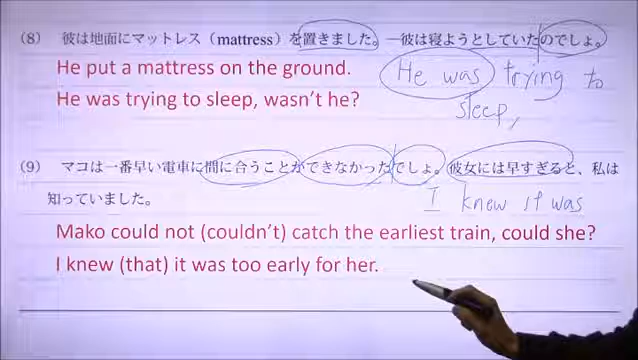 (8) 彼は地面にマットレス（mattress）を置きました。―彼は寝ようとしていたのでしょ。
He put a mattress on the ground.
He was trying to
He was trying to sleep, wasn't he?
sleep,
(9) マコは一番早い電車に間に合うことができなかったでしょ。彼女には早すぎると、私は
知っていました。
I knew it was
Mako could not (couldn't) catch the earliest train, could she?
I knew (that) it was too early for her.